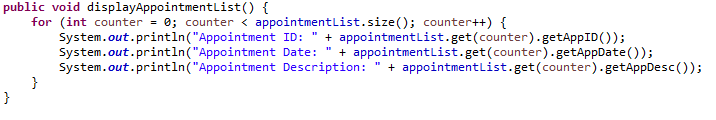 public void displayAppointmentList() {
    for (int counter = 0; counter < appointmentList.size(); counter++) {
        System.out.println("Appointment ID: " + appointmentList.get(counter).getAppID());
        System.out.println("Appointment Date: " + appointmentList.get(counter).getAppDate());
        System.out.println("Appointment Description: " + appointmentList.get(counter).getAppDesc());
    }
}